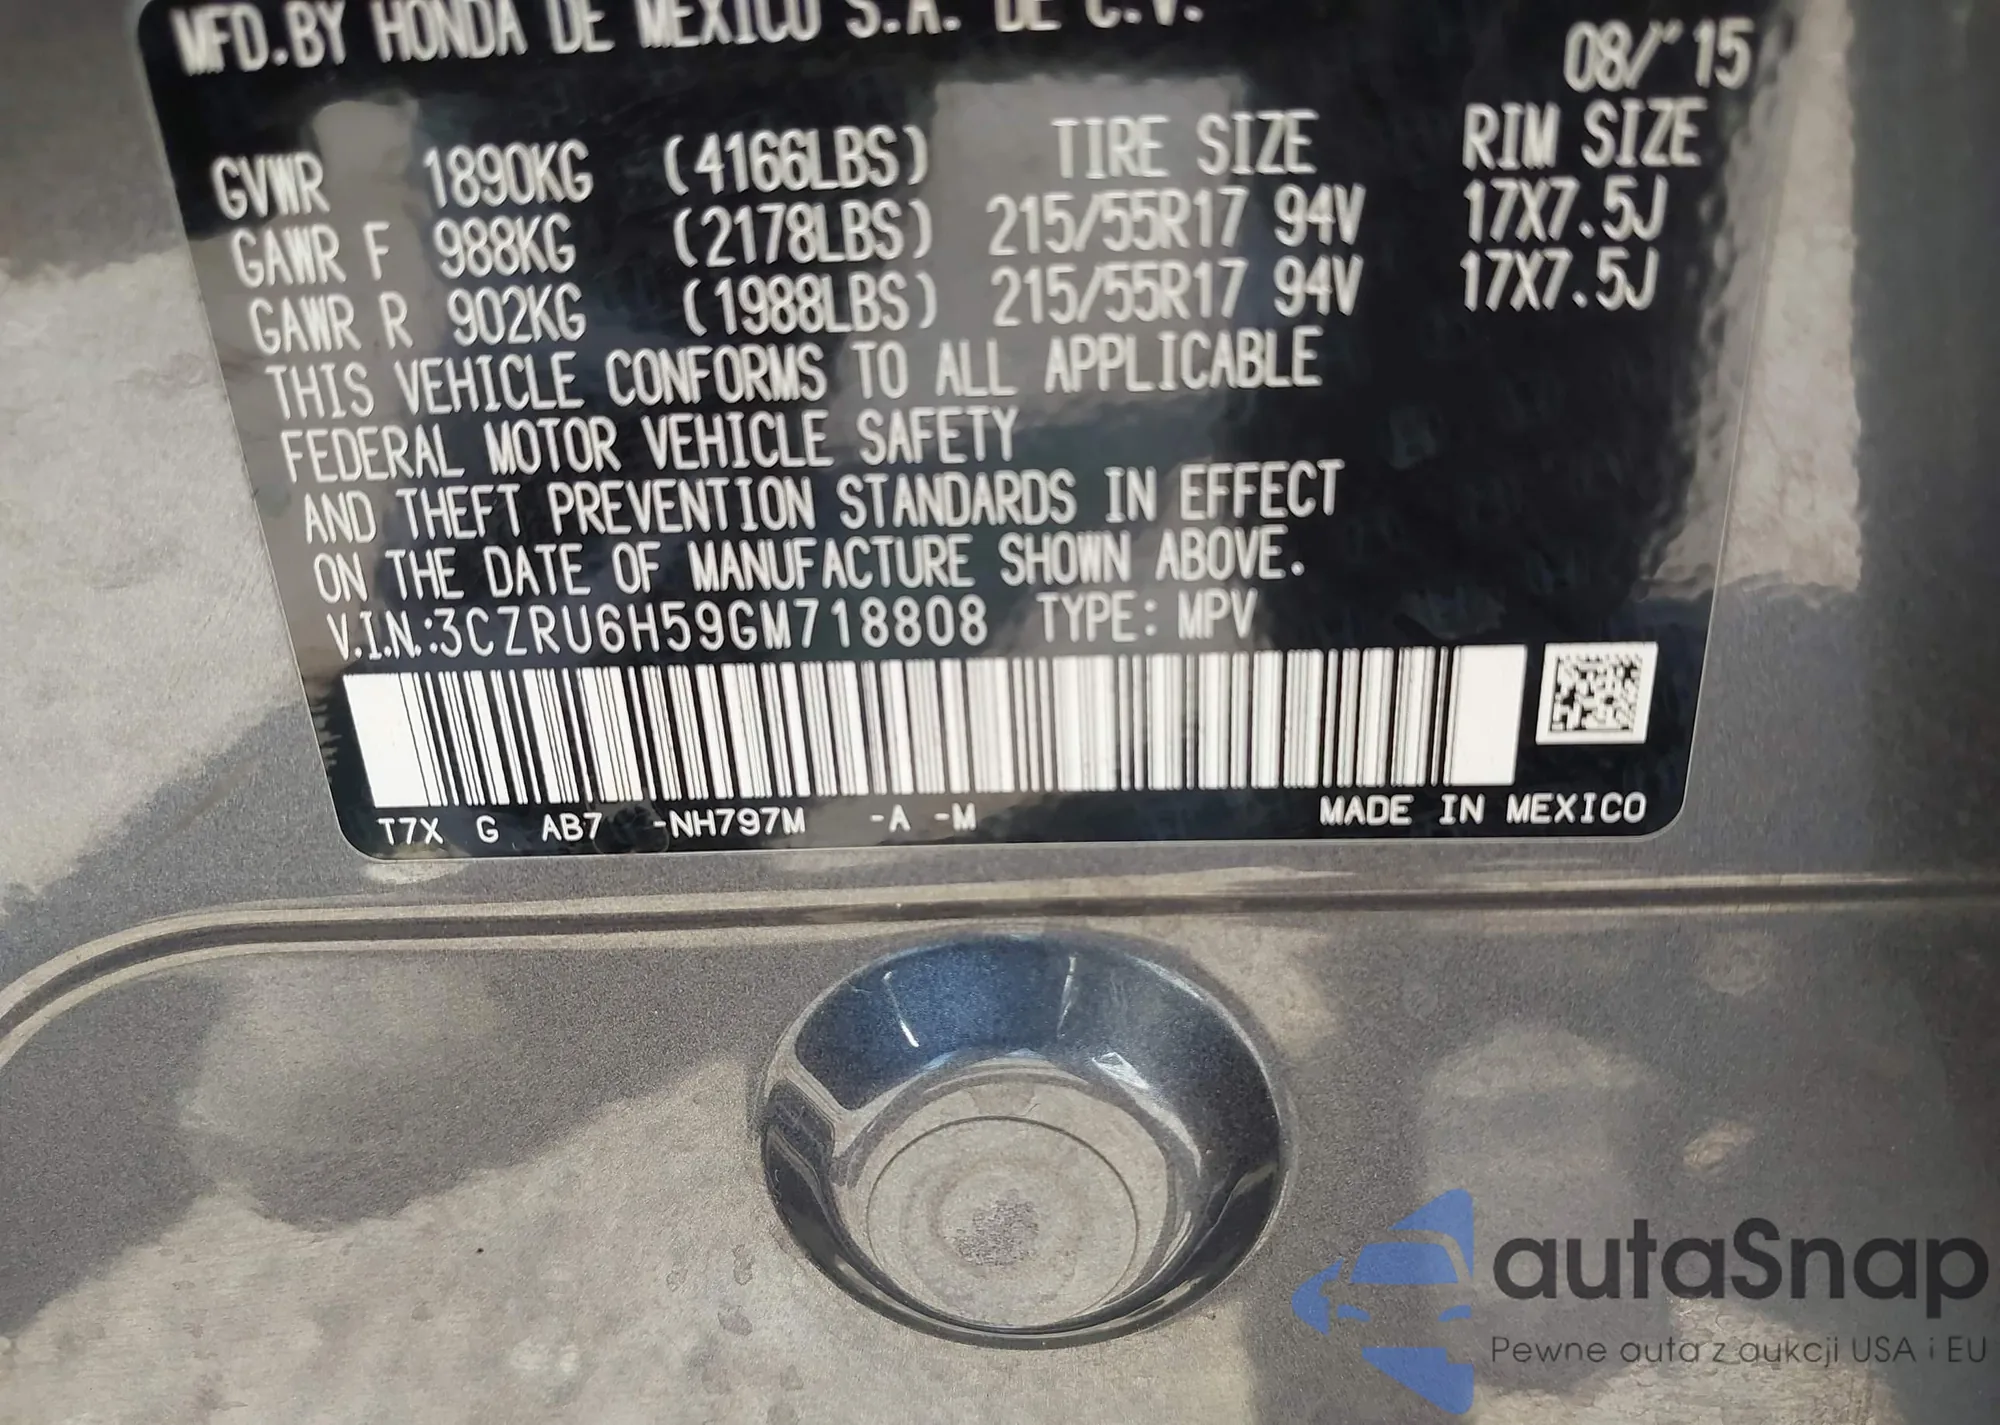 MFD.BY HONDA DE MEXICO S.A. DE C.V.
08/"15
GVWR 1890KG (4166LBS) TIRE SIZE RIM SIZE
GAWR F 988KG (2178LBS) 215/55R17 94V 17X7.5J
GAWR R 902KG (1988LBS) 215/55R17 94V 17X7.5J
THIS VEHICLE CONFORMS TO ALL APPLICABLE
FEDERAL MOTOR VEHICLE SAFETY
AND THEFT PREVENTION STANDARDS IN EFFECT
ON THE DATE OF MANUFACTURE SHOWN ABOVE.
V.I.N.:3CZRU6H59GM718808 TYPE: MPV
T7X G AB7 -NH797M -A -M MADE IN MEXICO
autaSnap
Pewne auta z aukcji USA i EU